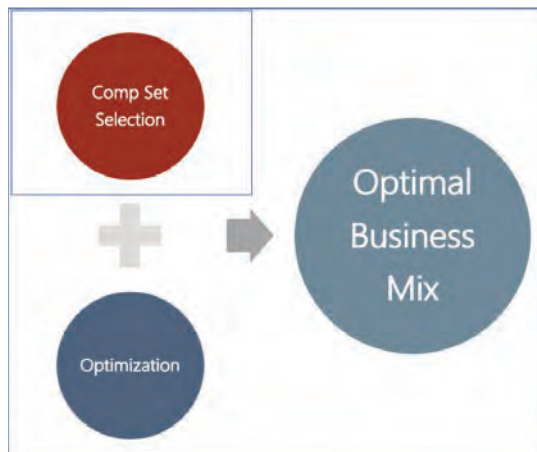 Comp Set
Selection
Optimization
Optimal
Business
Mix